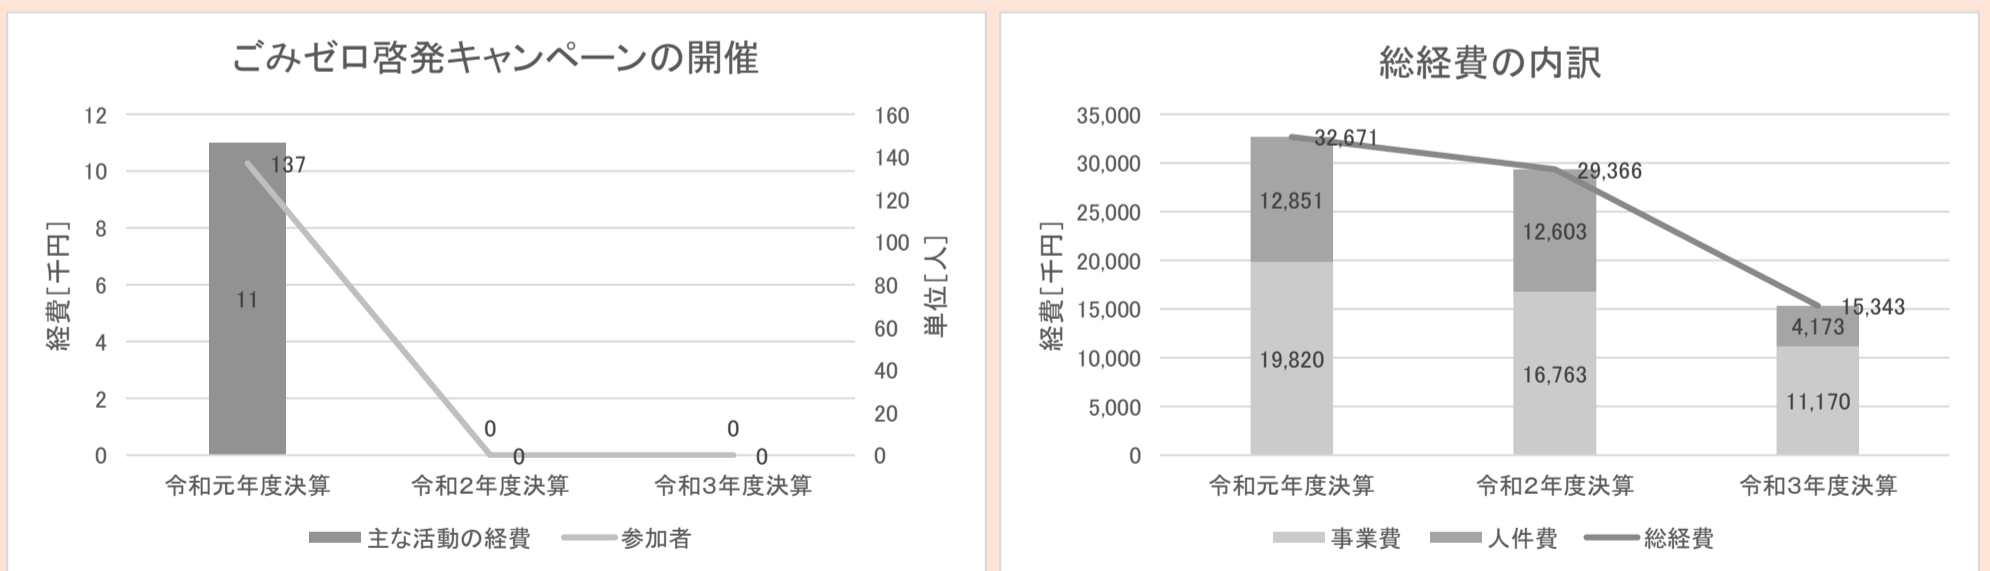 ごみゼロ啓発キャンペーンの開催
経費[千円]
12
10
8
6
4
2
0
160
140
120
100
80
60
40
20
0
単位[人]
137
11
0
0
0
0
令和元年度決算
令和2年度決算
令和3年度決算
主な活動の経費
参加者
総経費の内訳
経費[千円]
35,000
30,000
25,000
20,000
15,000
10,000
5,000
0
32,671
29,366
15,343
12,851
12,603
4,173
19,820
16,763
11,170
令和元年度決算
令和2年度決算
令和3年度決算
事業費
人件費
総経費